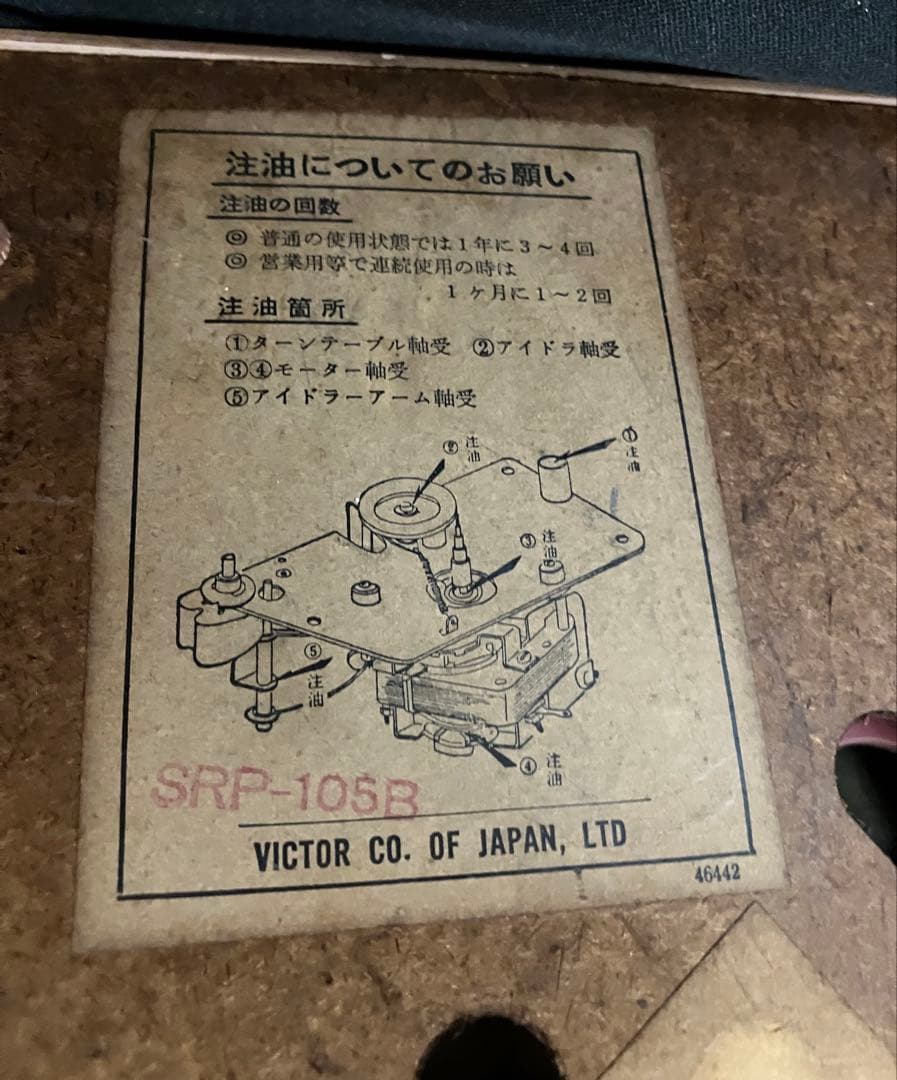 注油についてのお願い
注油の回数
◎ 普通の使用状態では1年に3～4回
◎ 営業用等で連続使用の時は
1ヶ月に1～2回
注油箇所
①ターンテーブル軸受 ②アイドラ軸受
③④モーター軸受
⑤アイドラーアーム軸受
② 注油
① 注油
③ 注油
⑤ 注油
④ 注油
SRP-105B
VICTOR CO. OF JAPAN, LTD
46442